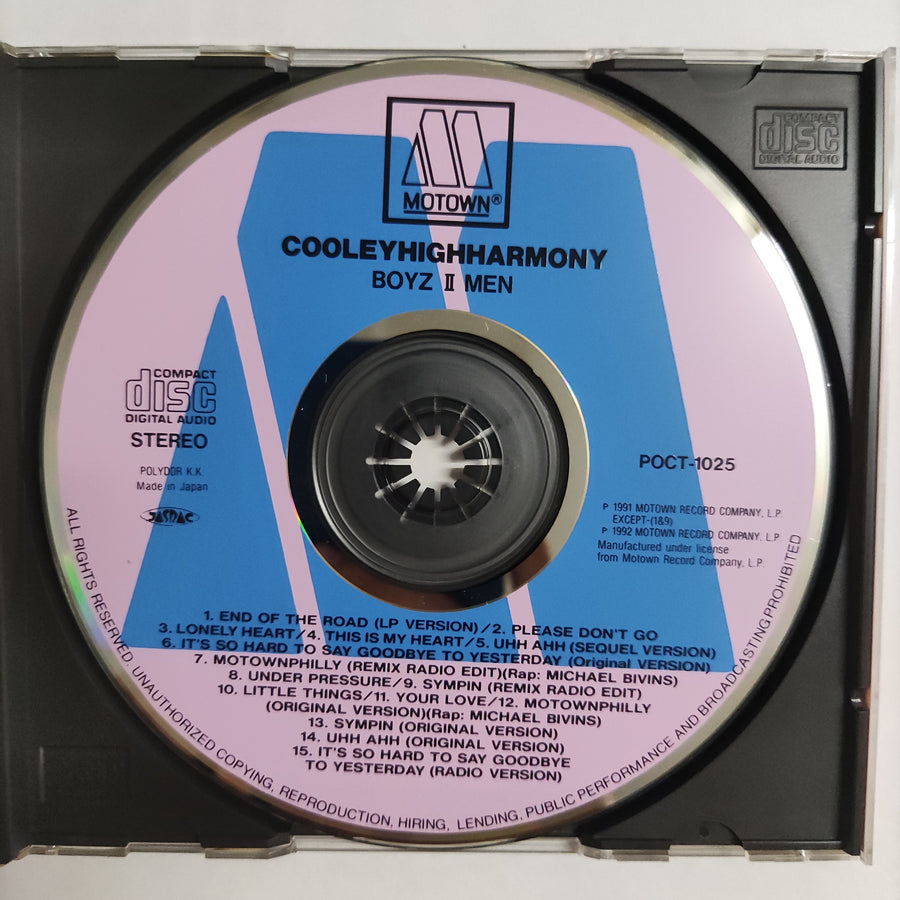 MOTOWN®
COOLEYHIGHHARMONY
BOYZ Ⅱ MEN
COMPACT
disc
DIGITAL AUDIO
COMPACT
disc
DIGITAL AUDIO
STEREO
POLYDOR K.K.
Made in Japan
JASRAC
POCT-1025
℗ 1991 MOTOWN RECORD COMPANY, L.P.
EXCEPT-(1&9)
℗ 1992 MOTOWN RECORD COMPANY, L.P.
Manufactured under license
from Motown Record Company, L.P.
1. END OF THE ROAD (LP VERSION)/2. PLEASE DON'T GO
3. LONELY HEART/4. THIS IS MY HEART/5. UHH AHH (SEQUEL VERSION)
6. IT'S SO HARD TO SAY GOODBYE TO YESTERDAY (Original VERSION)
7. MOTOWNPHILLY (REMIX RADIO EDIT)(Rap: MICHAEL BIVINS)
8. UNDER PRESSURE/9. SYMPIN (REMIX RADIO EDIT)
10. LITTLE THINGS/11. YOUR LOVE/12. MOTOWNPHILLY
(ORIGINAL VERSION)(Rap: MICHAEL BIVINS)
13. SYMPIN (ORIGINAL VERSION)
14. UHH AHH (ORIGINAL VERSION)
15. IT'S SO HARD TO SAY GOODBYE
TO YESTERDAY (RADIO VERSION)
ALL RIGHTS RESERVED. UNAUTHORIZED COPYING, REPRODUCTION, HIRING, LENDING, PUBLIC PERFORMANCE AND BROADCASTING PROHIBITED